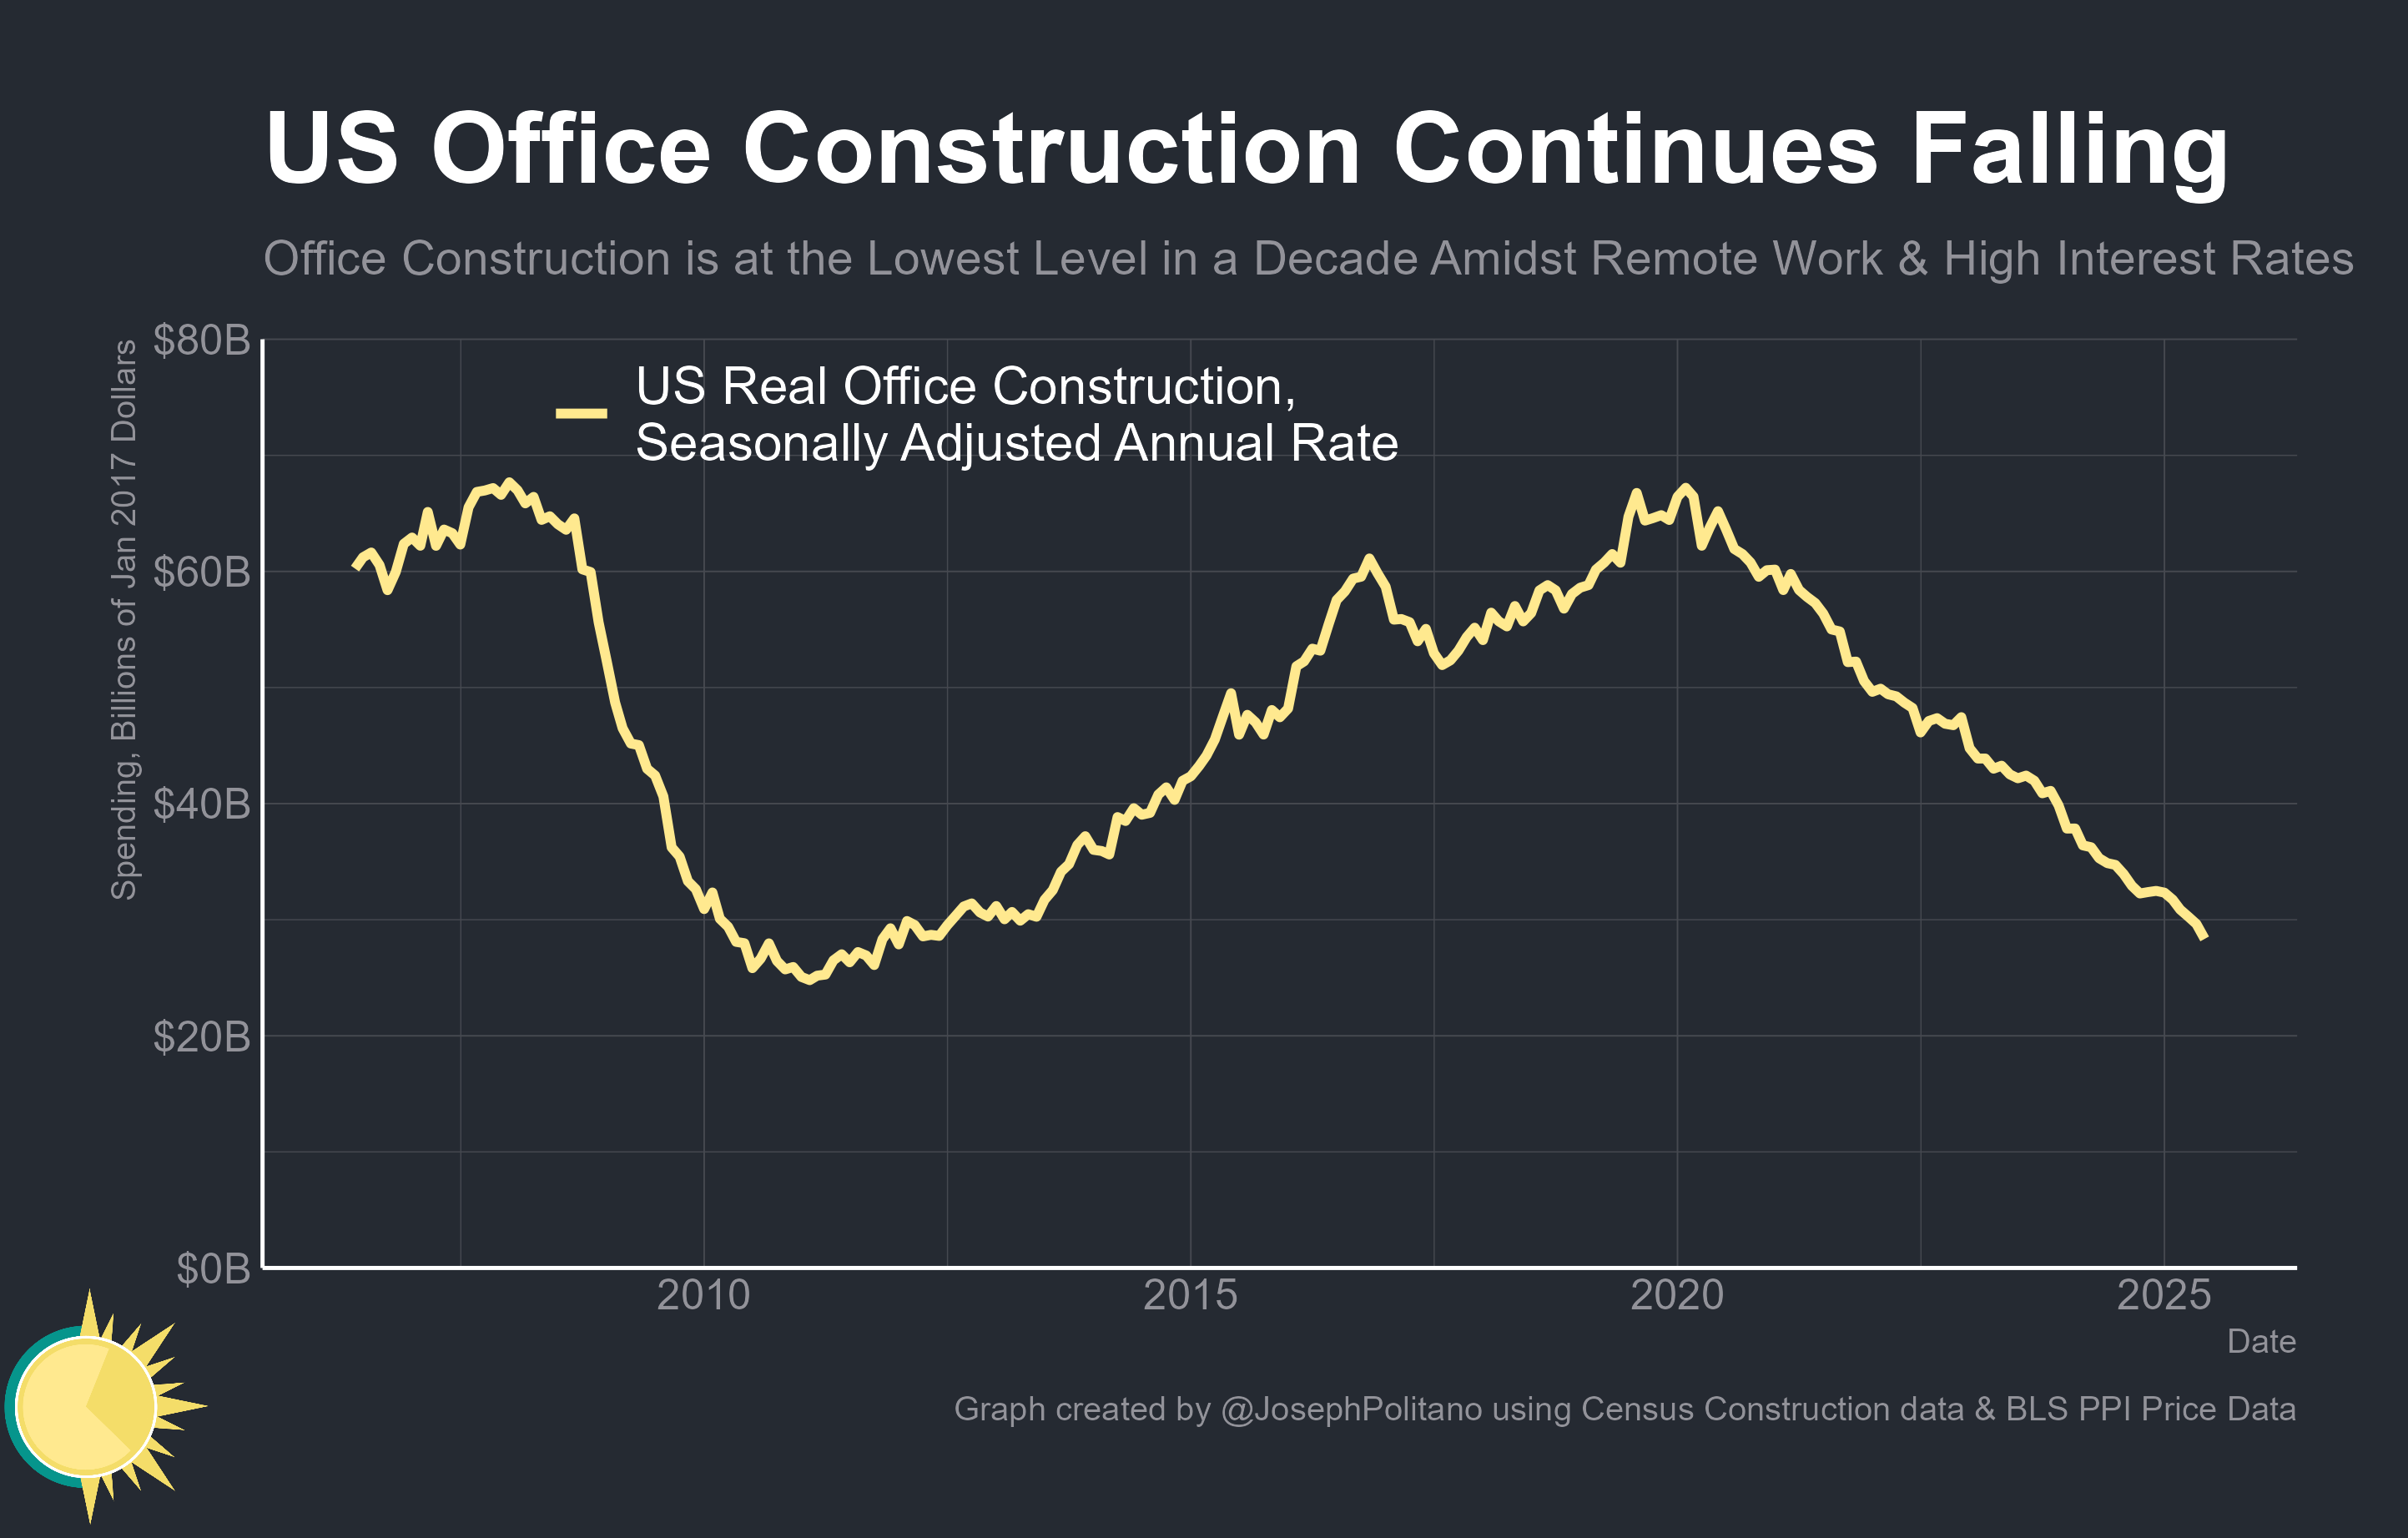 US Office Construction Continues Falling
Office Construction is at the Lowest Level in a Decade Amidst Remote Work & High Interest Rates
Spending, Billions of Jan 2017 Dollars
$80B
$60B
$40B
$20B
$0B
US Real Office Construction,
Seasonally Adjusted Annual Rate
2010
2015
2020
2025
Date
Graph created by @JosephPolitano using Census Construction data & BLS PPI Price Data